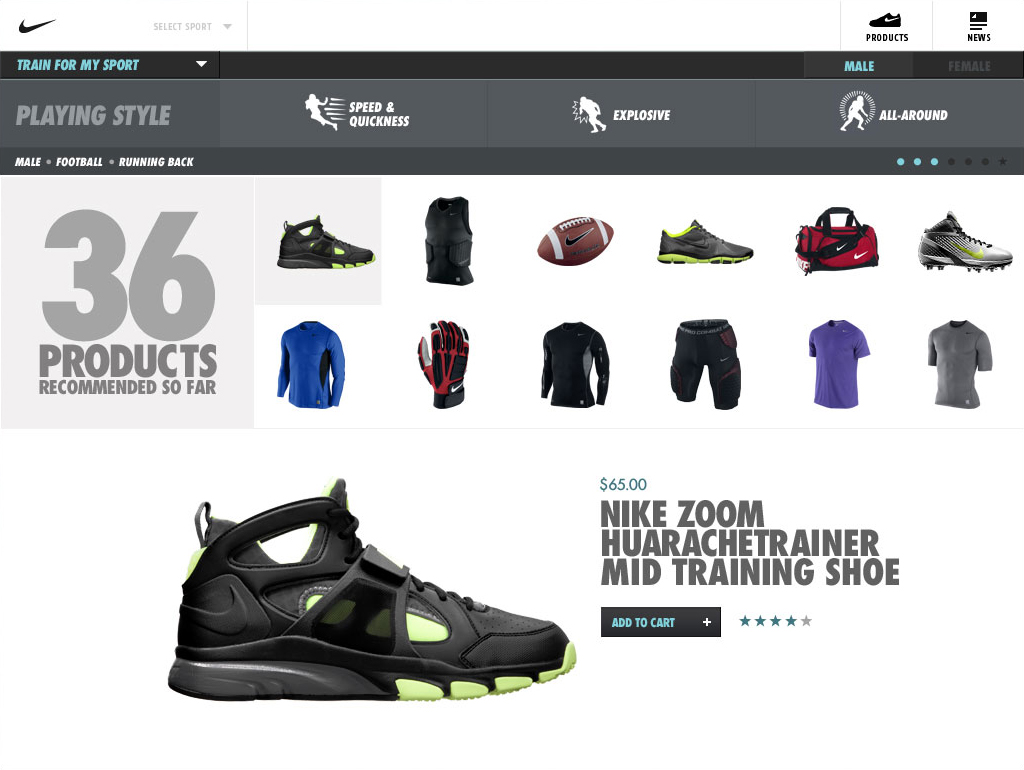 SELECT SPORT
PRODUCTS
NEWS
TRAIN FOR MY SPORT
MALE
FEMALE
PLAYING STYLE
SPEED &
QUICKNESS
EXPLOSIVE
ALL-AROUND
MALE • FOOTBALL • RUNNING BACK
36
PRODUCTS
RECOMMENDED SO FAR
$65.00
NIKE ZOOM
HUARACHETRAINER
MID TRAINING SHOE
ADD TO CART +